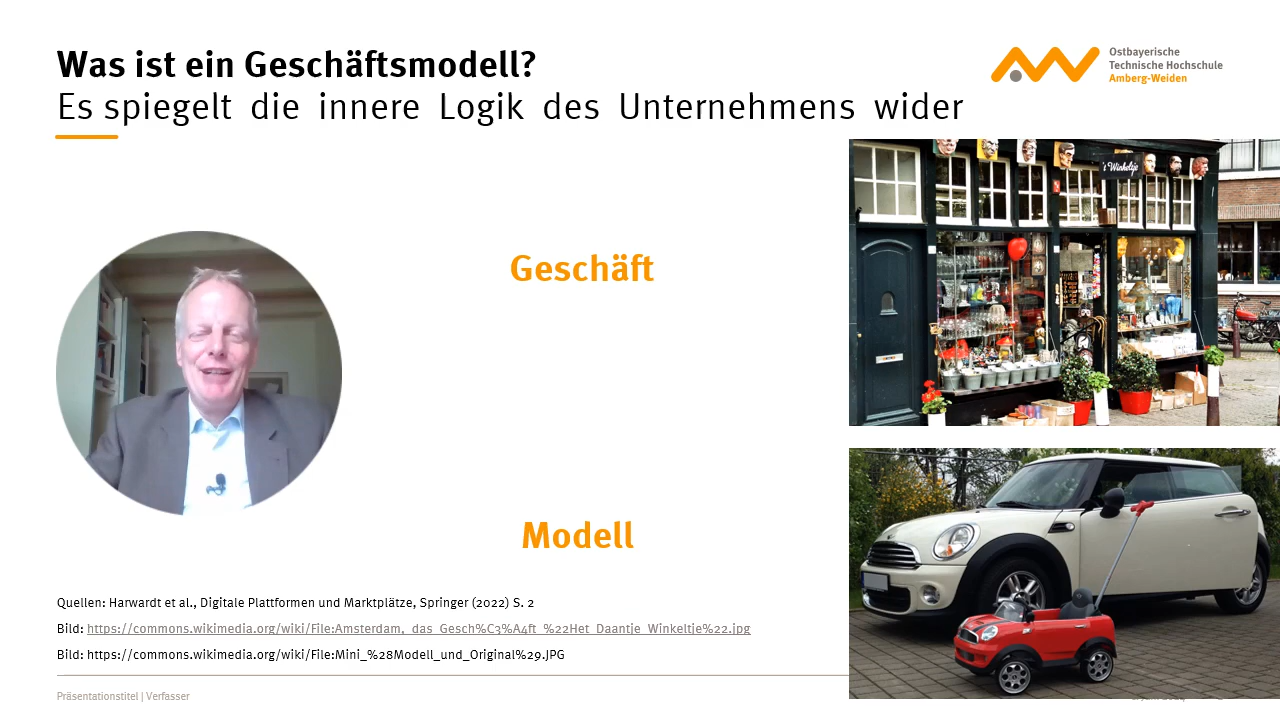 Was ist ein Geschäftsmodell?
Es spiegelt die innere Logik des Unternehmens wider
Ostbayerische
Technische Hochschule
Amberg-Weiden
's Winkeltje
Geschäft
Modell
Quellen: Harwardt et al., Digitale Plattformen und Marktplätze, Springer (2022) S. 2
Bild: https://commons.wikimedia.org/wiki/File:Amsterdam,_das_Gesch%C3%A4ft_%22Het_Daantje_Winkeltje%22.jpg
Bild: https://commons.wikimedia.org/wiki/File:Mini_%28Modell_und_Original%29.JPG
Präsentationstitel | Verfasser